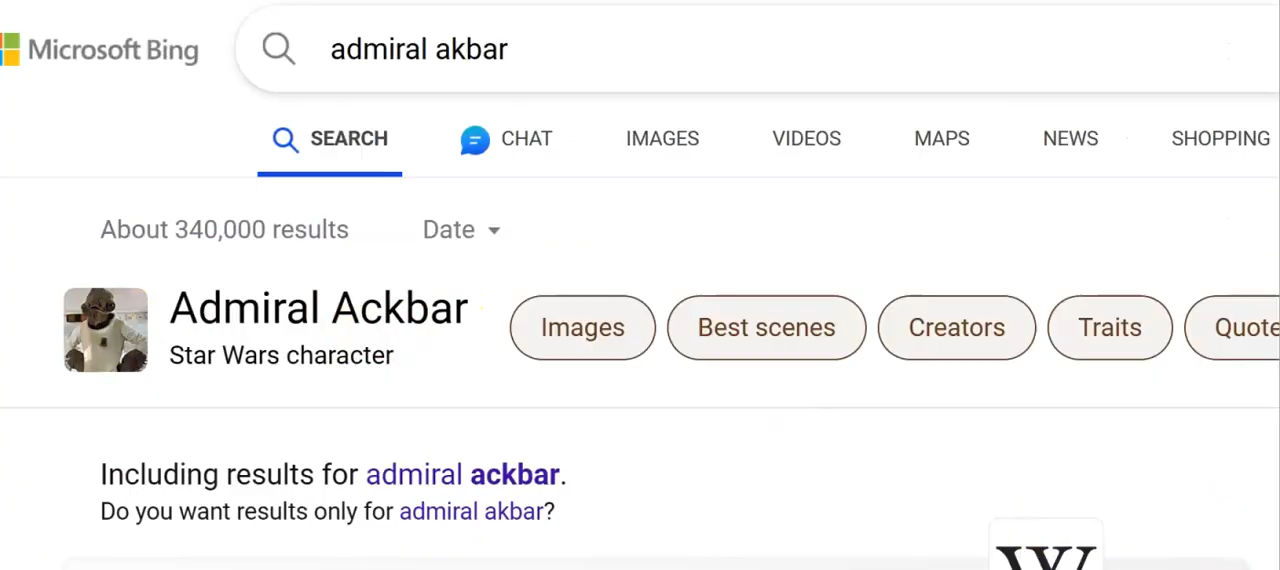 Microsoft Bing
admiral akbar
SEARCH CHAT IMAGES VIDEOS MAPS NEWS SHOPPING
About 340,000 results Date
Admiral Ackbar
Star Wars character
Images Best scenes Creators Traits Quote
Including results for admiral ackbar.
Do you want results only for admiral akbar?
W